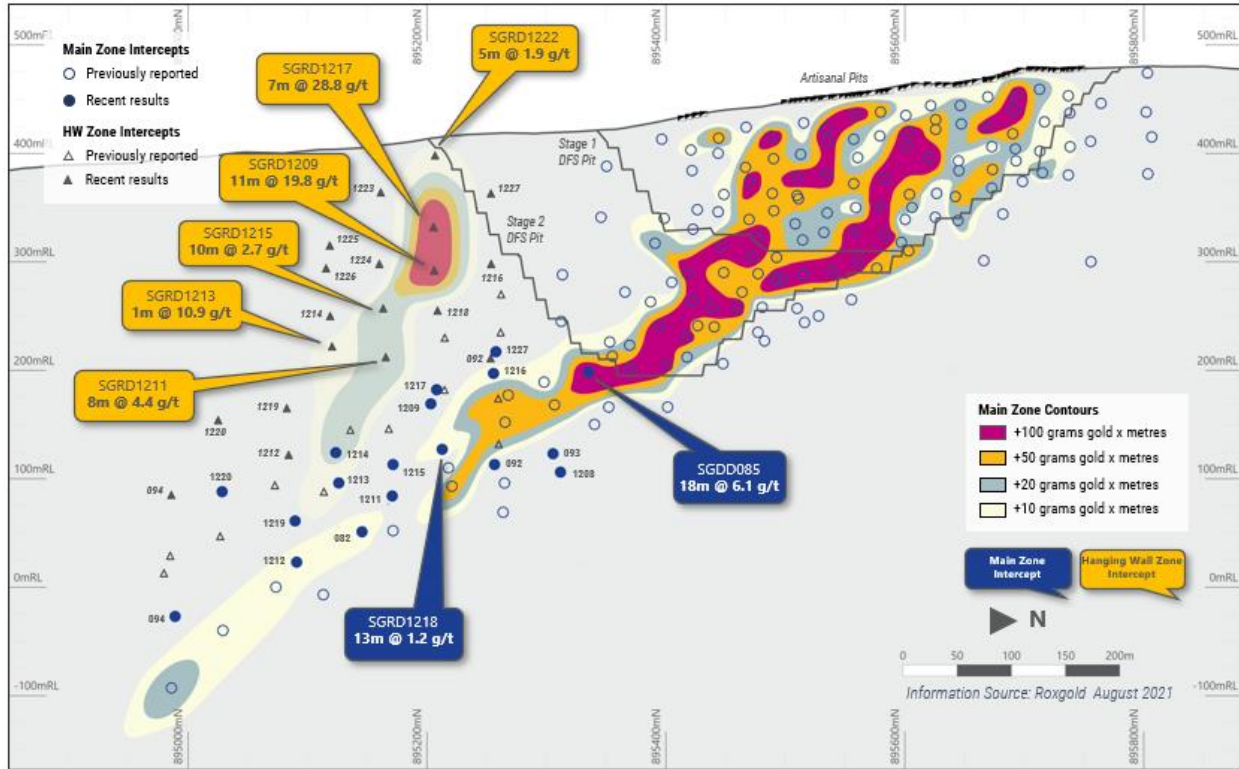 500mRL
400mRL
300mRL
200mRL
100mRL
0mRL
-100mRL
895200mN
895400mN
895600mN
895800mN
500mRL
400mRL
300mRL
200mRL
100mRL
0mRL
-100mRL
Main Zone Intercepts
Previously reported
Recent results
HW Zone Intercepts
Previously reported
Recent results
SGRD1222
5m @ 1.9 g/t
SGRD1217
7m @ 28.8 g/t
SGRD1209
11m @ 19.8 g/t
SGRD1215
10m @ 2.7 g/t
SGRD1213
1m @ 10.9 g/t
SGRD1211
8m @ 4.4 g/t
Artisanal Pits
Stage 1
DFS Pit
Stage 2
DFS Pit
1223
1227
1225
1224
1226
1216
1214
1218
092
1227
1216
1217
1209
1219
1220
1212
1214
1215
1213
1211
092
093
1208
094
1220
1219
082
1212
094
SGDD085
18m @ 6.1 g/t
SGRD1218
13m @ 1.2 g/t
Main Zone Contours
+100 grams gold x metres
+50 grams gold x metres
+20 grams gold x metres
+10 grams gold x metres
Main Zone
Intercept
Hanging Wall Zone
Intercept
N
0 50 100 150 200m
Information Source: Roxgold August 2021
895000mN
895200mN
895400mN
895600mN
895800mN